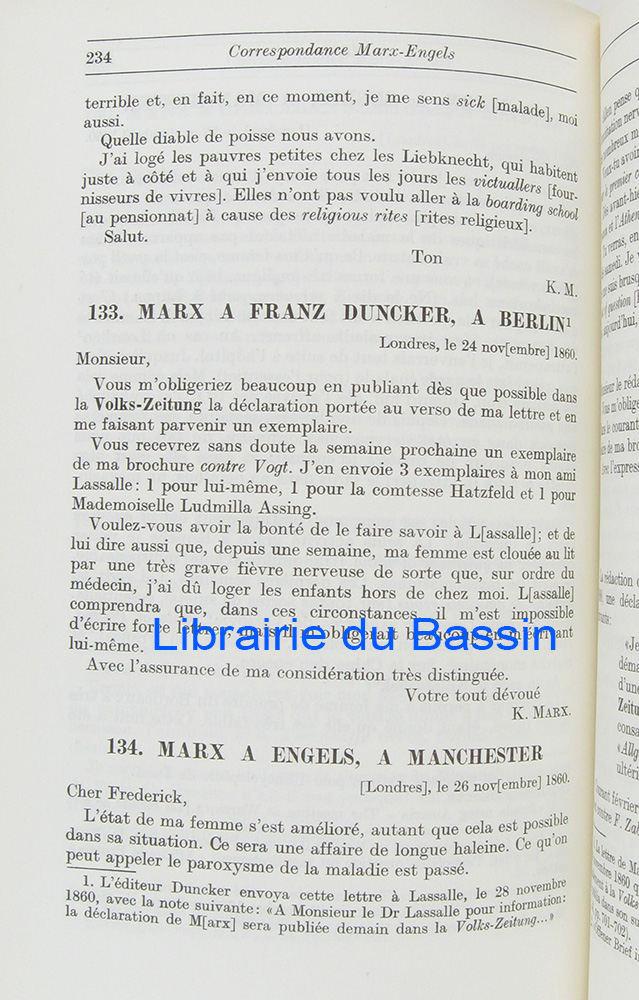 234
Correspondance Marx-Engels
terrible et, en fait, en ce moment, je me sens sick [malade], moi
aussi.
Quelle diable de poisse nous avons.
J'ai logé les pauvres petites chez les Liebknecht, qui habitent
juste à côté et à qui j'envoie tous les jours les victuallers [four-
nisseurs de vivres]. Elles n'ont pas voulu aller à la boarding school
[au pensionnat] à cause des religious rites [rites religieux].
Salut.
Ton
K. M.
133. MARX A FRANZ DUNCKER, A BERLIN¹
Londres, le 24 nov[embre] 1860.
Monsieur,
Vous m'obligeriez beaucoup en publiant dès que possible dans
la Volks-Zeitung la déclaration portée au verso de ma lettre et en
me faisant parvenir un exemplaire.
Vous recevrez sans doute la semaine prochaine un exemplaire
de ma brochure contre Vogt. J'en envoie 3 exemplaires à mon ami
Lassalle: 1 pour lui-même, 1 pour la comtesse Hatzfeld et 1 pour
Mademoiselle Ludmilla Assing.
Voulez-vous avoir la bonté de le faire savoir à L[assalle]; et de
lui dire aussi que, depuis une semaine, ma femme est clouée au lit
par une très grave fièvre nerveuse de sorte que, sur ordre du
médecin, j'ai dû loger les enfants hors de chez moi. L[assalle]
comprendra que, dans ces circonstances, il m'est impossible
d'écrire force lettres, mais il m'obligerait beaucoup en m'écrivant
lui-même.
Librairie du Bassin
Avec l'assurance de ma considération très distinguée.
Votre tout dévoué
K. MARX.
134. MARX A ENGELS, A MANCHESTER
[Londres], le 26 nov[embre] 1860.
Cher Frederick,
L'état de ma femme s'est amélioré, autant que cela est possible
dans sa situation. Ce sera une affaire de longue haleine. Ce qu'on
peut appeler le paroxysme de la maladie est passé.
1. L'éditeur Duncker envoya cette lettre à Lassalle, le 28 novembre
1860, avec la note suivante: «A Monsieur le Dr Lassalle pour information:
la déclaration de M[arx] sera publiée demain dans la Volks-Zeitung...»